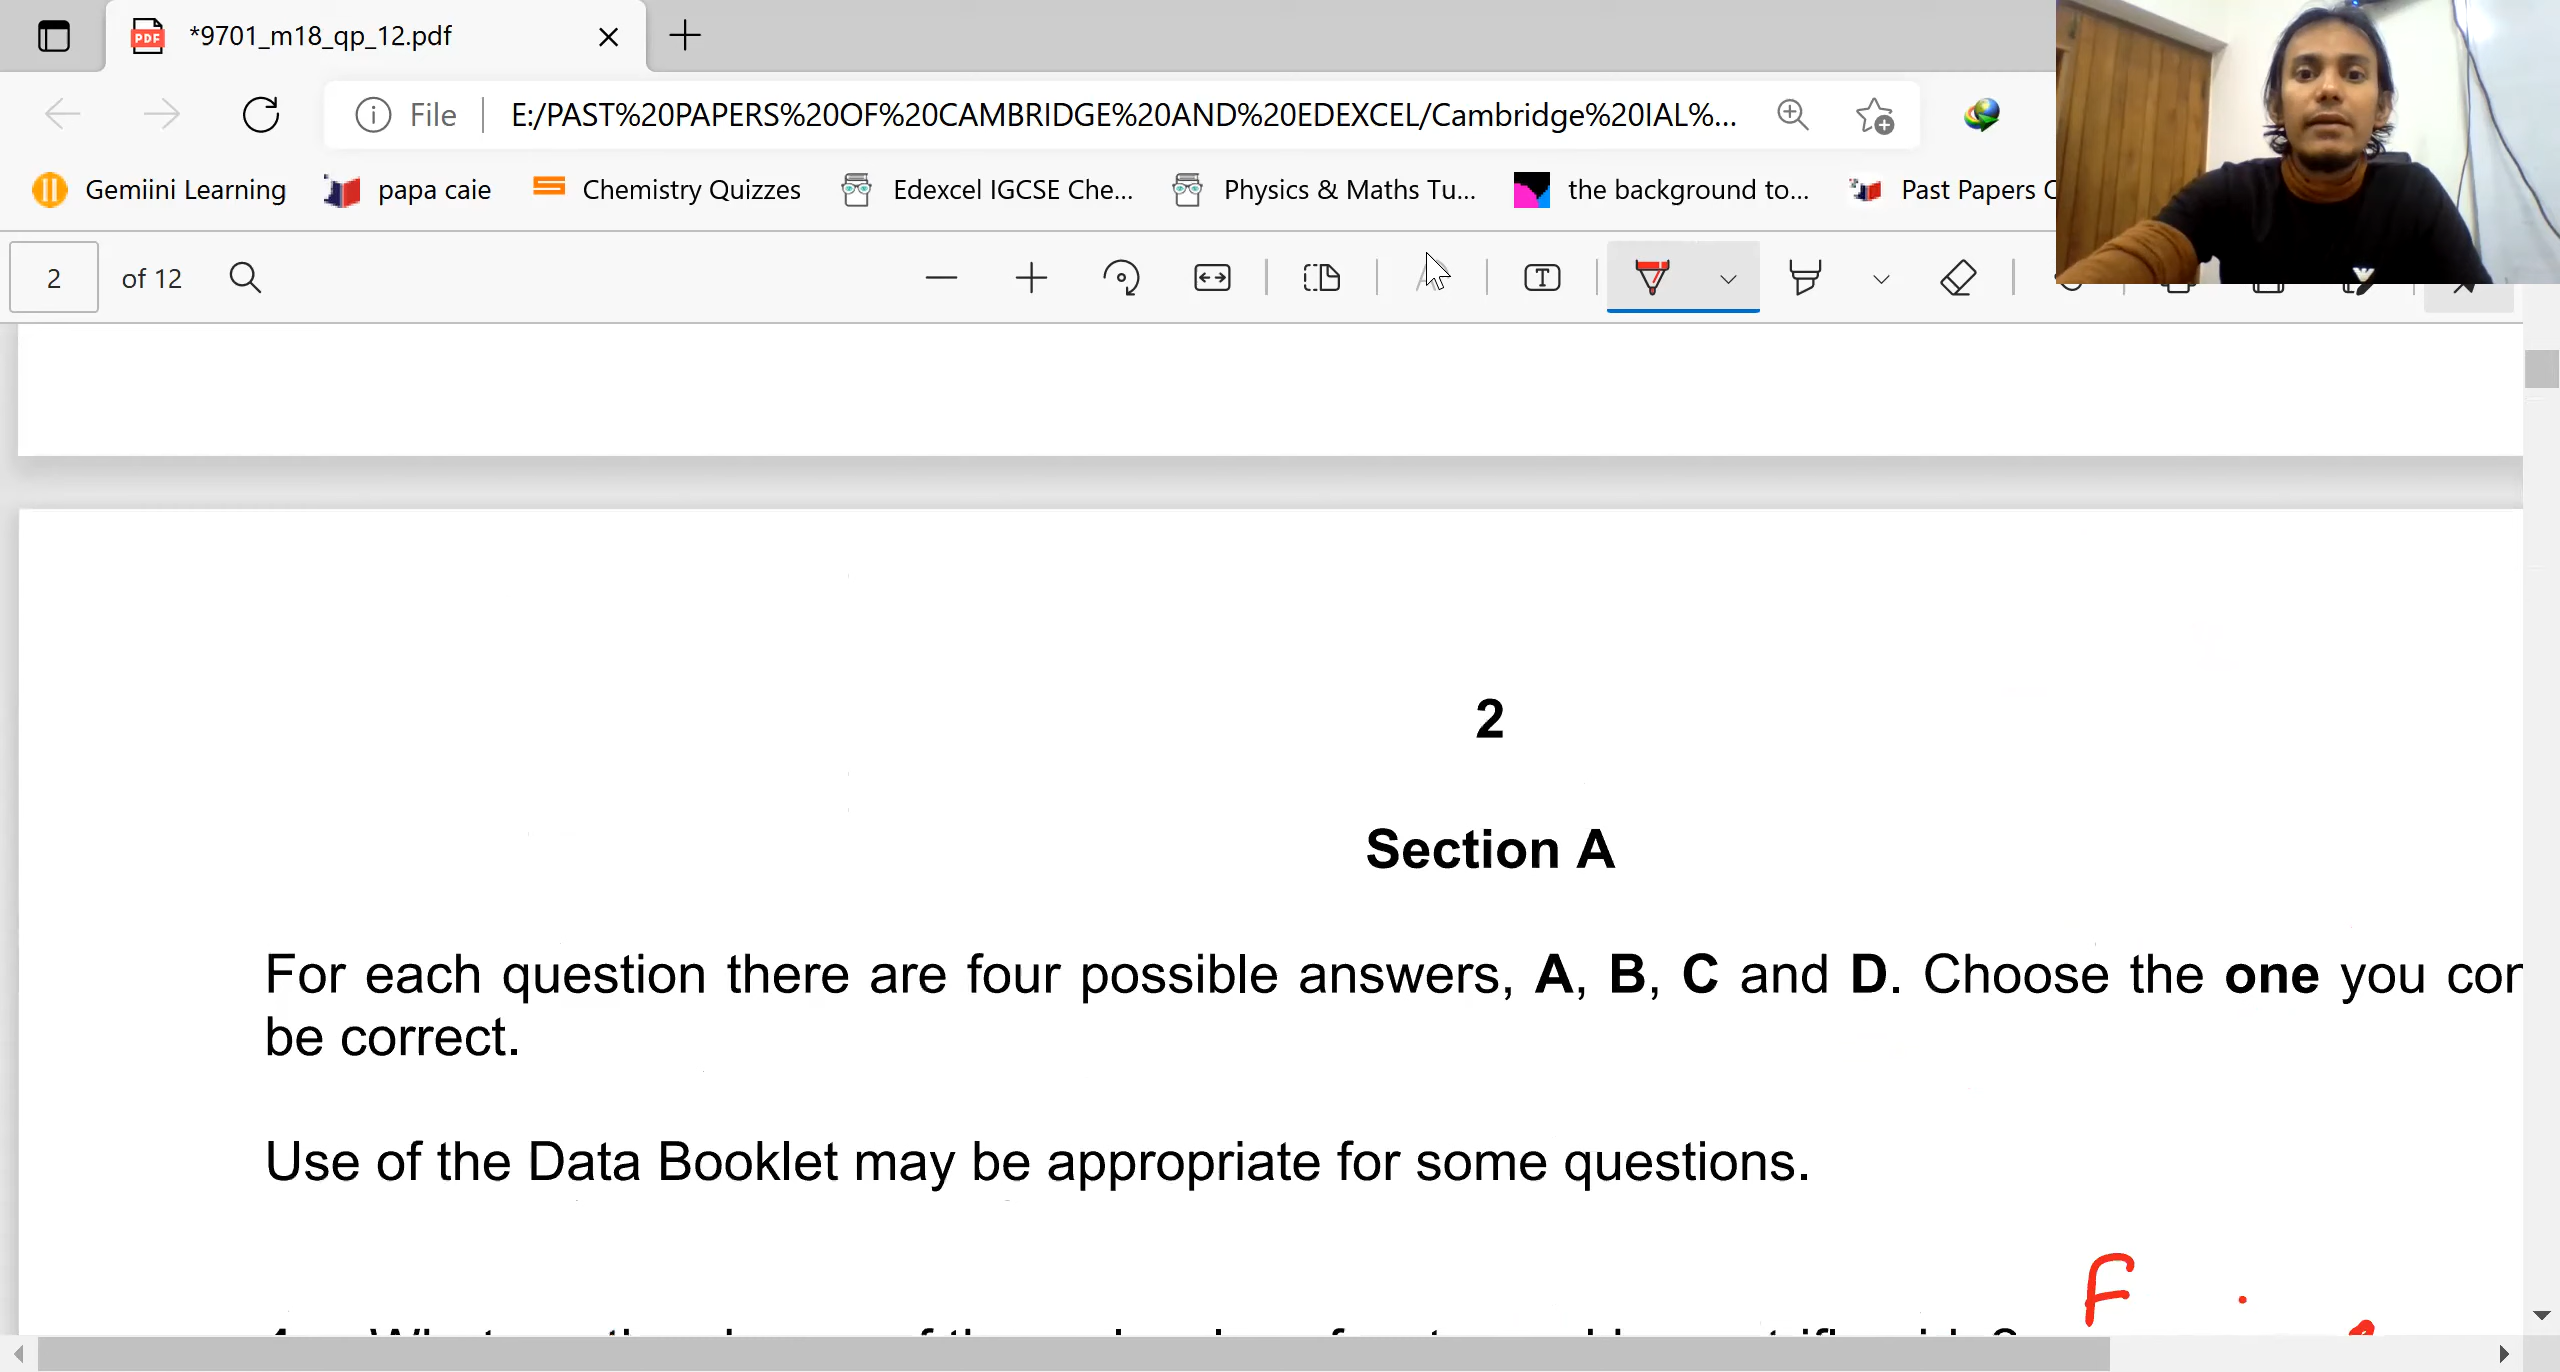 *9701_m18_qp_12.pdf
File E:/PAST%20PAPERS%20OF%20CAMBRIDGE%20AND%20EDEXCEL/Cambridge%20IAL%...
Gemiini Learning papa caie Chemistry Quizzes Edexcel IGCSE Che... Physics & Maths Tu... the background to... Past Papers
2 of 12
2
Section A
For each question there are four possible answers, A, B, C and D. Choose the one you
be correct.
Use of the Data Booklet may be appropriate for some questions.
F